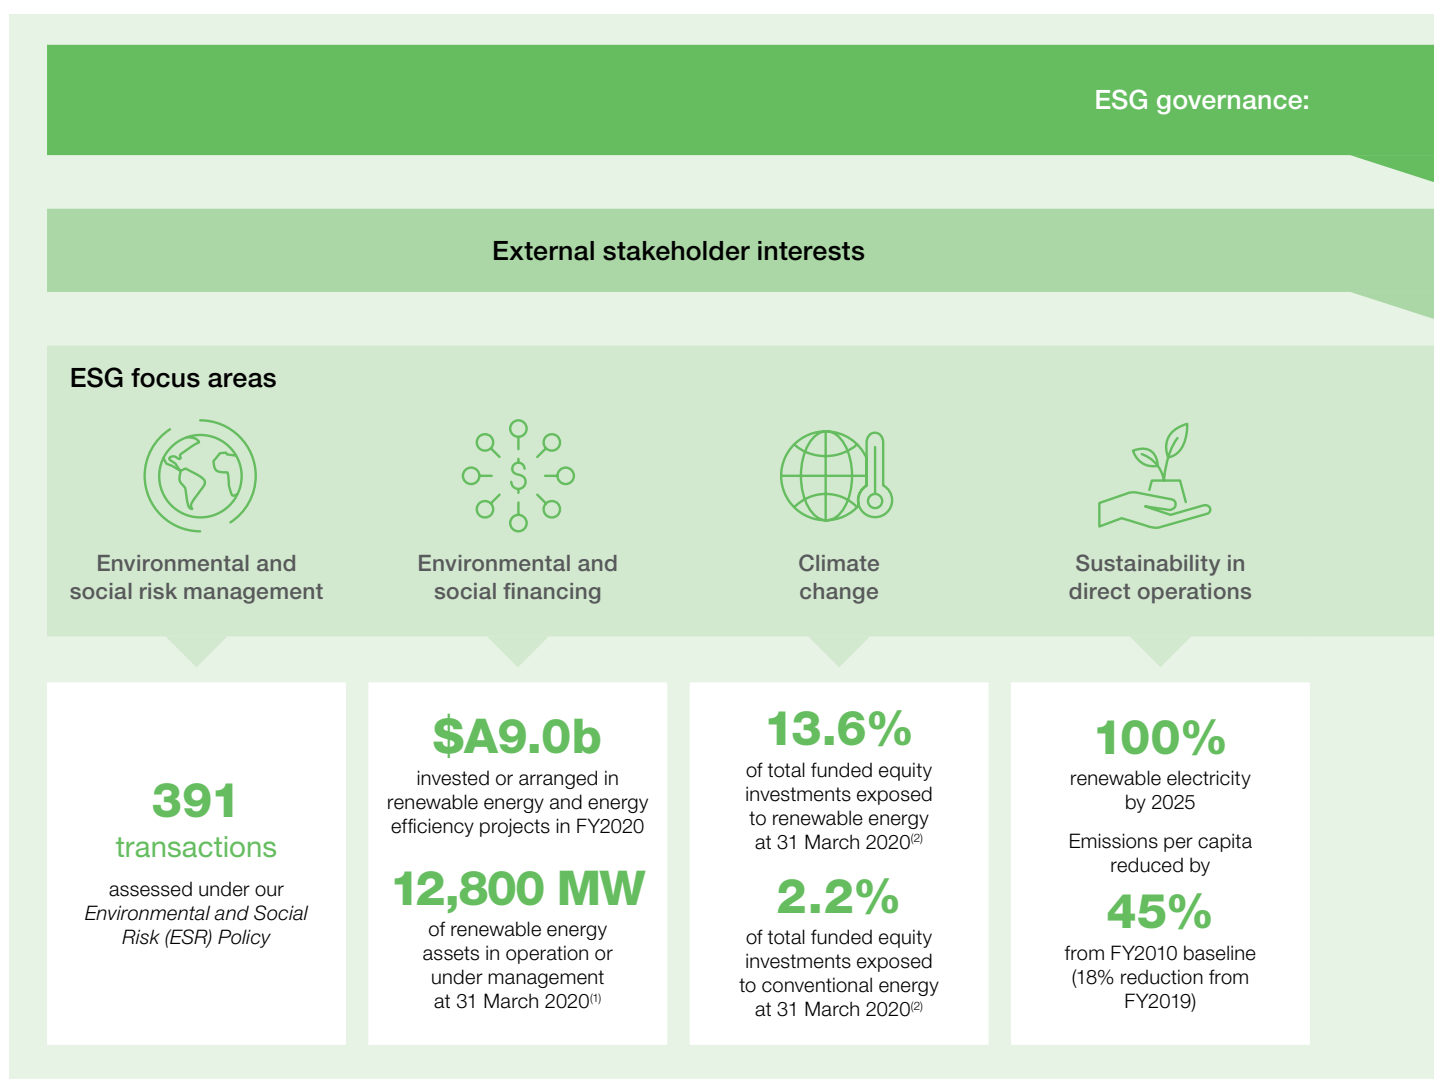 ESG governance:
External stakeholder interests
ESG focus areas
Environmental and
social risk management
Environmental and
social financing
Climate
change
Sustainability in
direct operations
391
transactions
assessed under our
Environmental and Social
Risk (ESR) Policy
$A9.0b
invested or arranged in
renewable energy and energy
efficiency projects in FY2020
12,800 MW
of renewable energy
assets in operation or
under management
at 31 March 2020(1)
13.6%
of total funded equity
investments exposed
to renewable energy
at 31 March 2020(2)
2.2%
of total funded equity
investments exposed
to conventional energy
at 31 March 2020(2)
100%
renewable electricity
by 2025
Emissions per capita
reduced by
45%
from FY2010 baseline
(18% reduction from
FY2019)